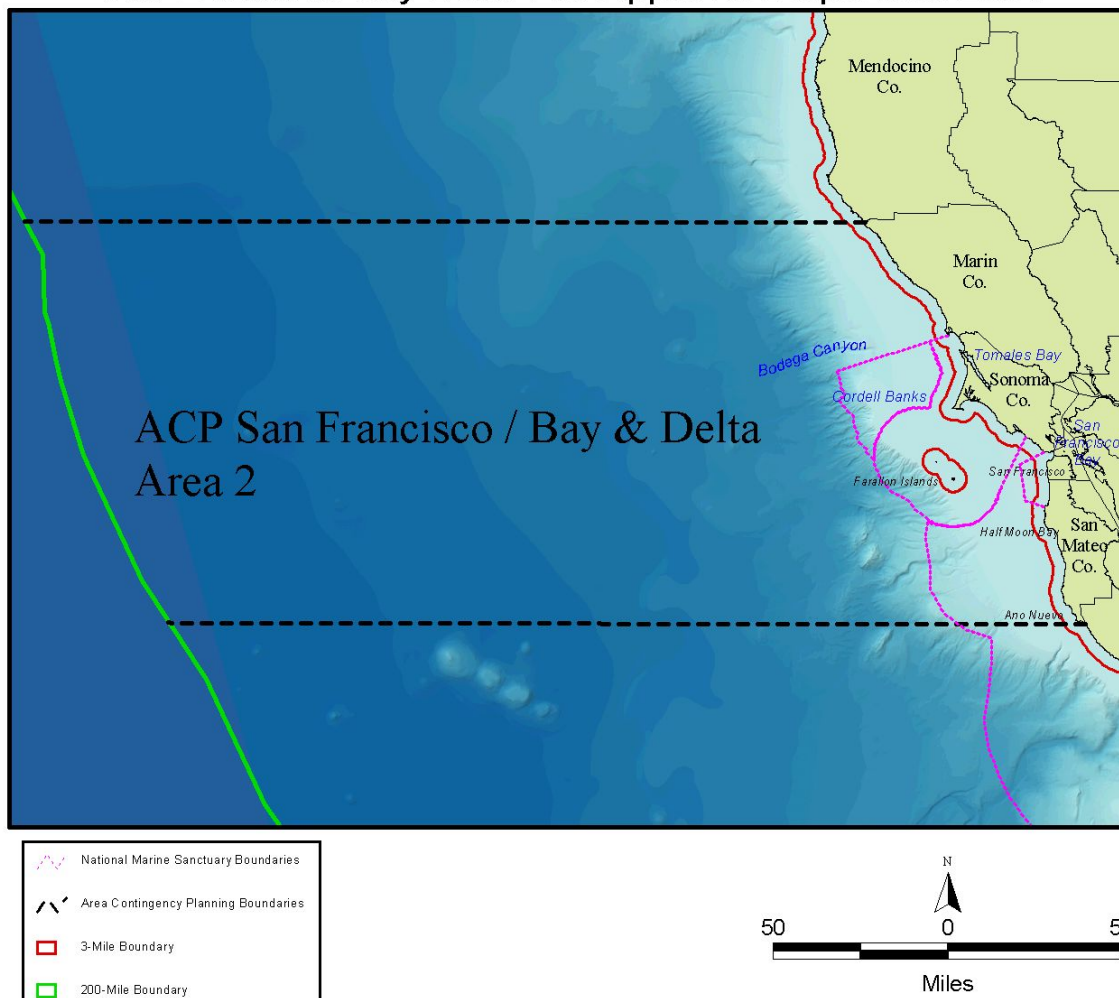 Mendocino
Co.
Marin
Co.
Bodega Canyon
Tomales Bay
Sonoma
Co.
Cordell Banks
San
Francisco
Bay
ACP San Francisco / Bay & Delta
Area 2
Farallon Islands
San Francisco
Half Moon Bay
San
Mateo
Co.
Ano Nuevo
National Marine Sanctuary Boundaries
Area Contingency Planning Boundaries
3-Mile Boundary
200-Mile Boundary
N
50 0 5
Miles